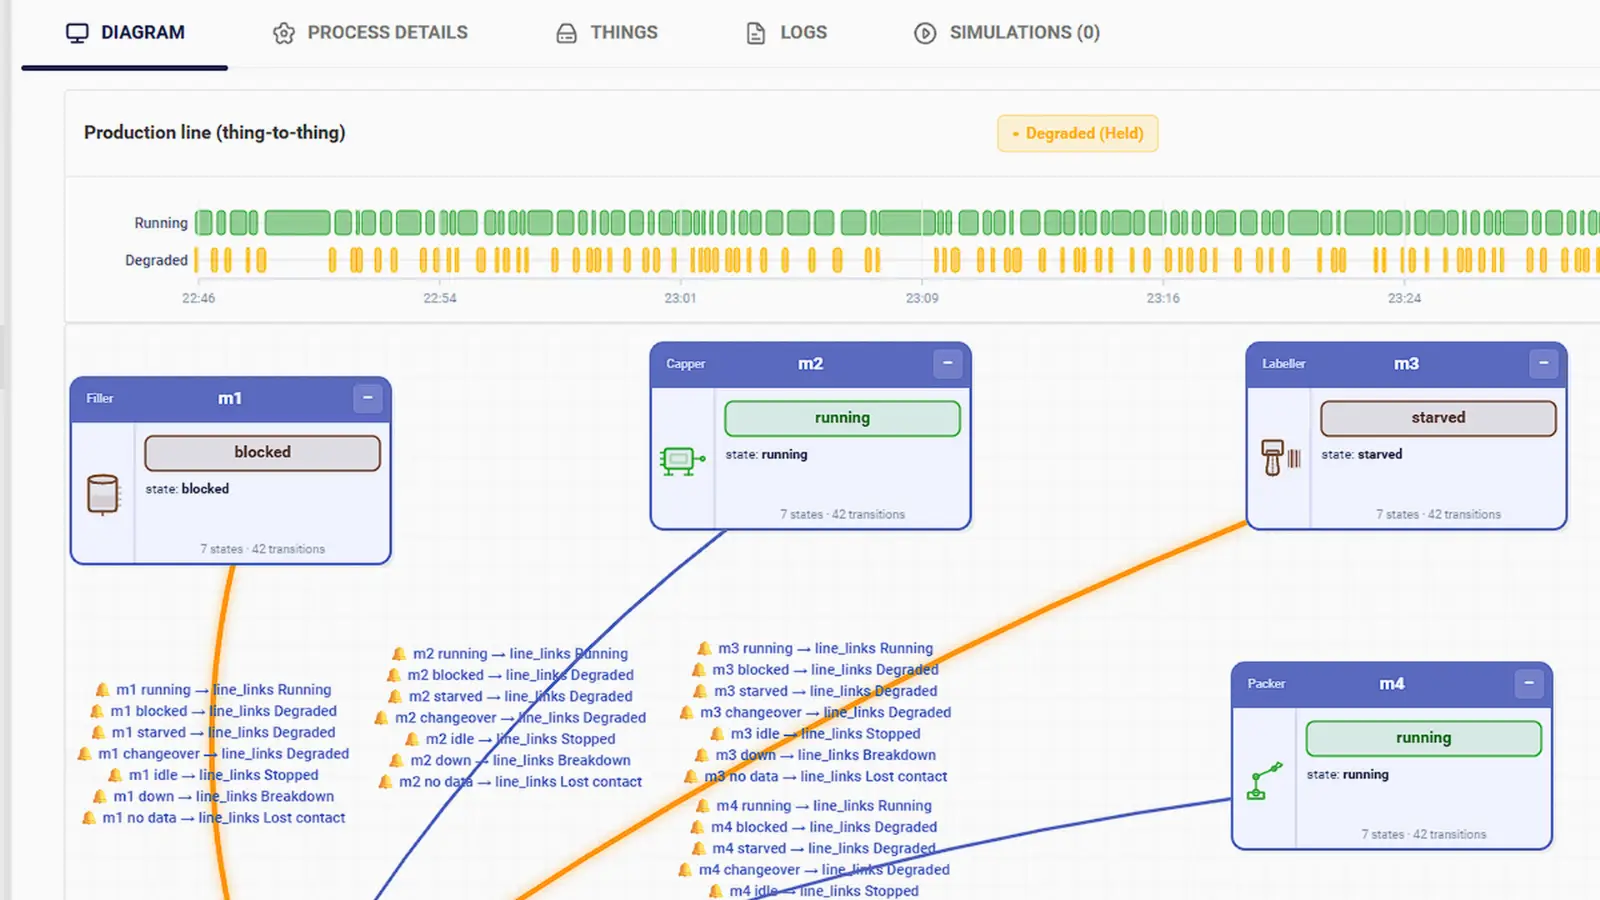 DIAGRAM
PROCESS DETAILS
THINGS
LOGS
SIMULATIONS (0)
Production line (thing-to-thing)
Degraded (Held)
Running
Degraded
22:46
22:54
23:01
23:09
23:16
23:24
Filler
m1
blocked
state: blocked
7 states · 42 transitions
Capper
m2
running
state: running
7 states · 42 transitions
Labeller
m3
starved
state: starved
7 states · 42 transitions
Packer
m4
running
state: running
7 states · 42 transitions
m1 running → line_links Running
m1 blocked → line_links Degraded
m1 starved → line_links Degraded
m1 changeover → line_links Degraded
m1 idle → line_links Stopped
m1 down → line_links Breakdown
m1 no data → line_links Lost contact
m2 running → line_links Running
m2 blocked → line_links Degraded
m2 starved → line_links Degraded
m2 changeover → line_links Degraded
m2 idle → line_links Stopped
m2 down → line_links Breakdown
m2 no data → line_links Lost contact
m3 running → line_links Running
m3 blocked → line_links Degraded
m3 starved → line_links Degraded
m3 changeover → line_links Degraded
m3 idle → line_links Stopped
m3 down → line_links Breakdown
m3 no data → line_links Lost contact
m4 running → line_links Running
m4 blocked → line_links Degraded
m4 starved → line_links Degraded
m4 changeover → line_links Degraded
m4 idle → line_links Stopped